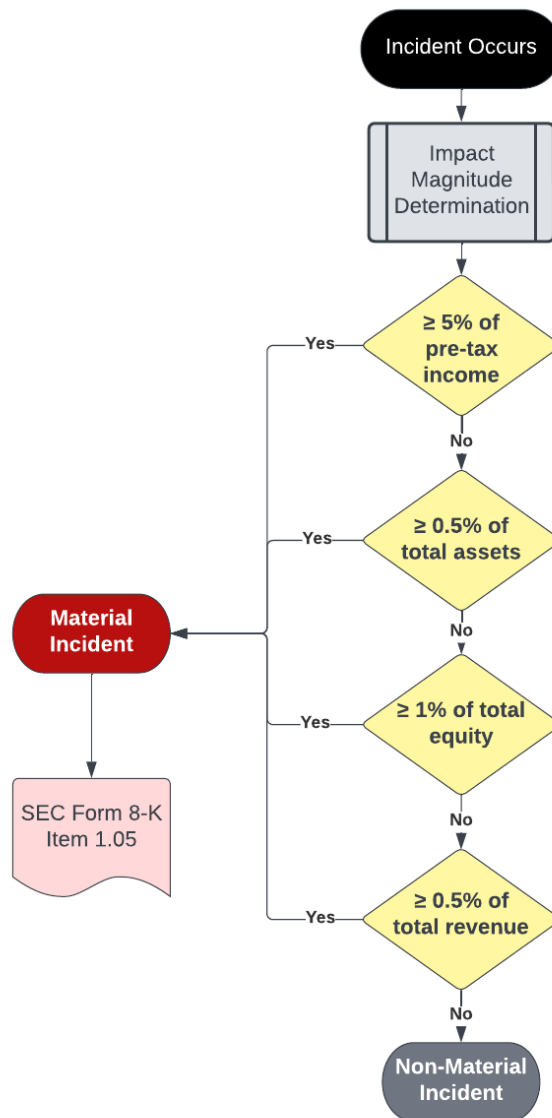 Incident Occurs
Impact
Magnitude
Determination
≥ 5% of
pre-tax
income
Yes
No
≥ 0.5% of
total assets
Yes
No
Material
Incident
≥ 1% of total
equity
Yes
No
SEC Form 8-K
Item 1.05
≥ 0.5% of
total revenue
Yes
No
Non-Material
Incident